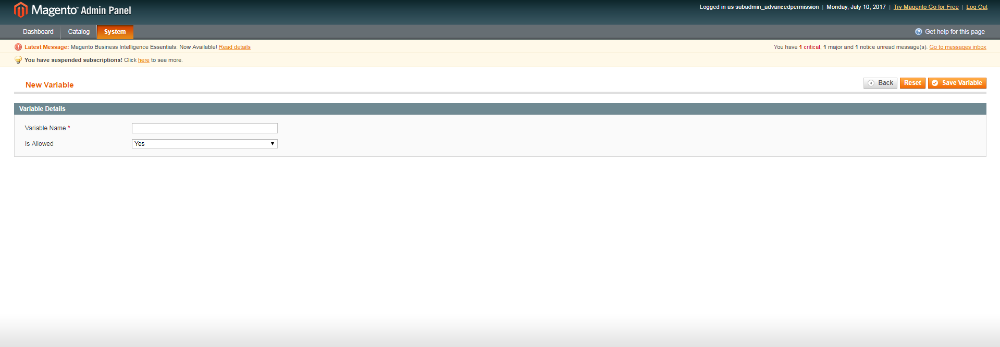 Magento™ Admin Panel
Logged in as subadmin_advancedpermission | Monday, July 10, 2017 | Try Magento Go for Free | Log Out
Dashboard Catalog System Get help for this page
Latest Message: Magento Business Intelligence Essentials: Now Available! Read details You have 1 critical, 1 major and 1 notice unread message(s). Go to messages inbox
You have suspended subscriptions! Click here to see more.
New Variable Back Reset Save Variable
Variable Details
Variable Name *
Is Allowed Yes